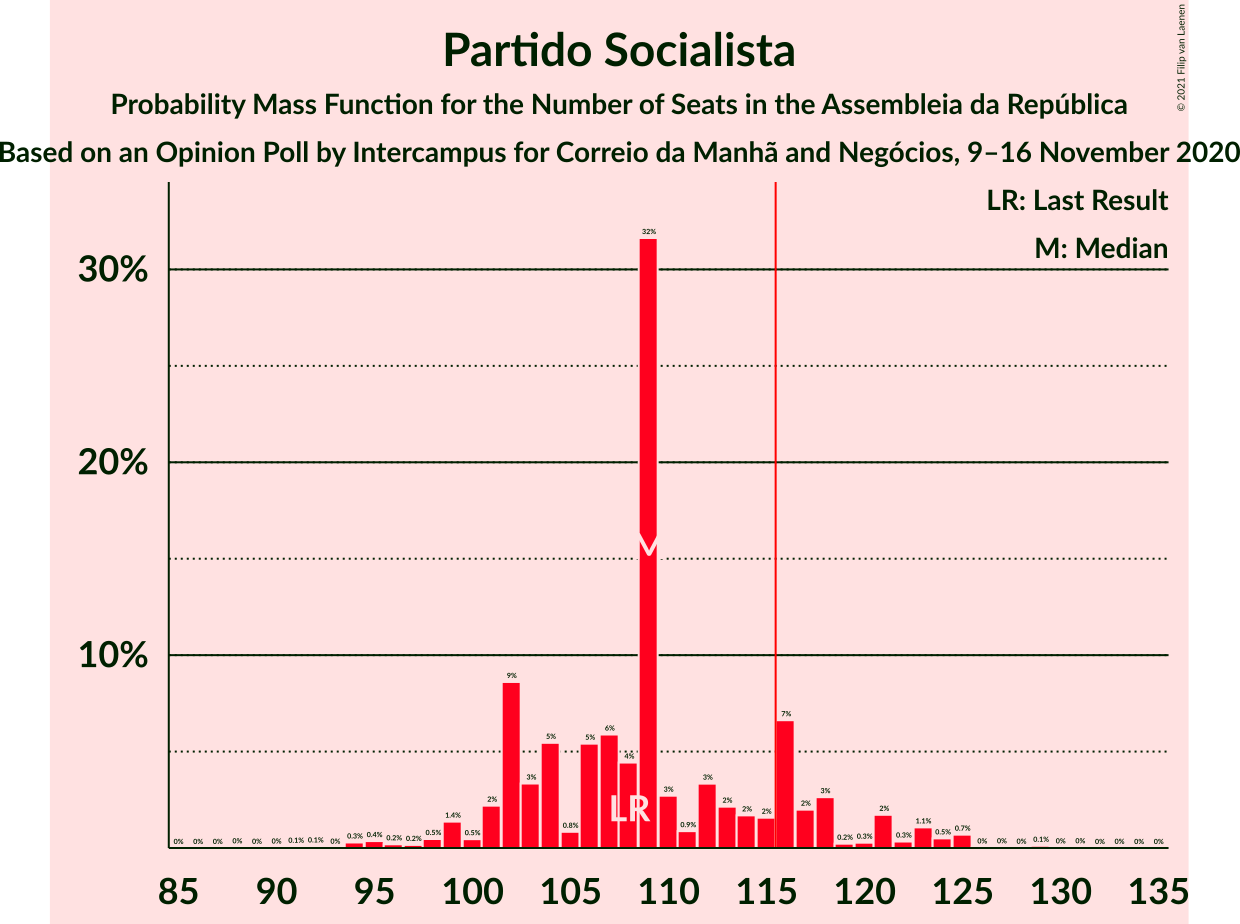 Partido Socialista
Probability Mass Function for the Number of Seats in the Assembleia da República
Based on an Opinion Poll by Intercampus for Correio da Manhã and Negócios, 9–16 November 2020
© 2021 Filip van Laenen
LR: Last Result
M: Median
30%
20%
10%
0% 0% 0% 0% 0% 0% 0.1% 0.1% 0% 0.3% 0.4% 0.2% 0.2% 0.5% 1.4% 0.5% 2% 9% 3% 5% 0.8% 5% 6% 4% 32% 3% 0.9% 3% 2% 2% 2% 7% 2% 3% 0.2% 0.3% 2% 0.3% 1.1% 0.5% 0.7% 0% 0% 0% 0.1% 0% 0% 0% 0% 0% 0%
M
LR
85 90 95 100 105 110 115 120 125 130 135